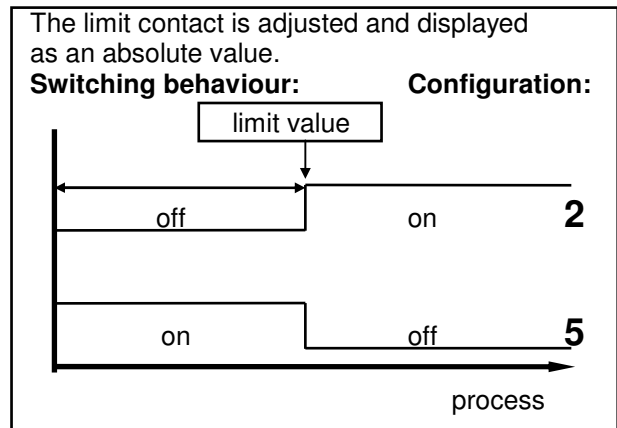 The limit contact is adjusted and displayed
as an absolute value.
Switching behaviour: Configuration:
limit value
off on 2
on off 5
process